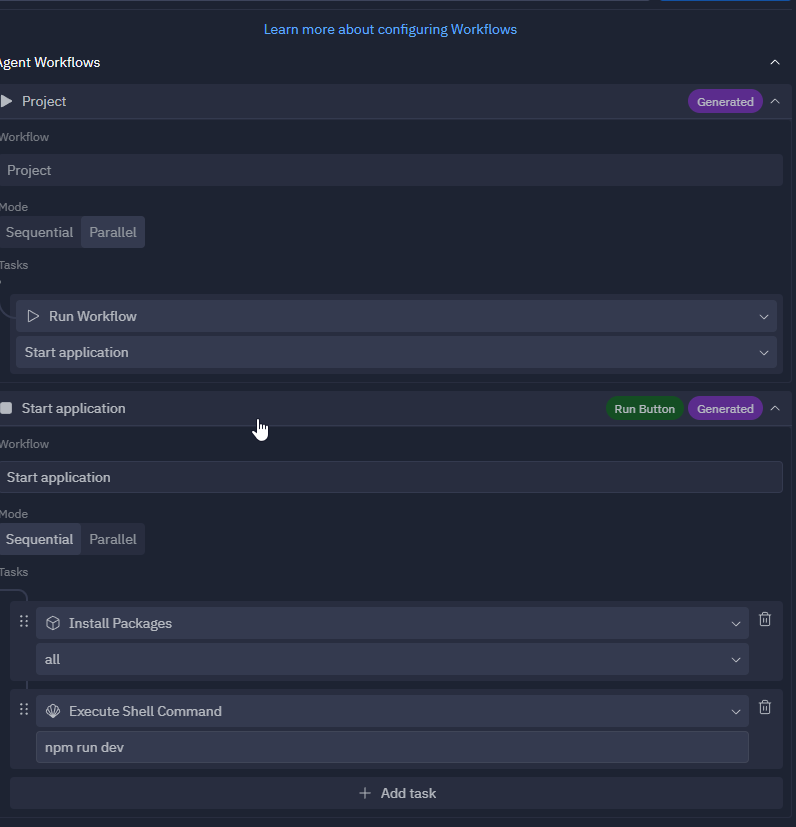 Learn more about configuring Workflows
Agent Workflows
Project Generated
Workflow
Project
Mode
Sequential Parallel
Tasks
Run Workflow
Start application
Start application Run Button Generated
Workflow
Start application
Mode
Sequential Parallel
Tasks
Install Packages
all
Execute Shell Command
npm run dev
Add task